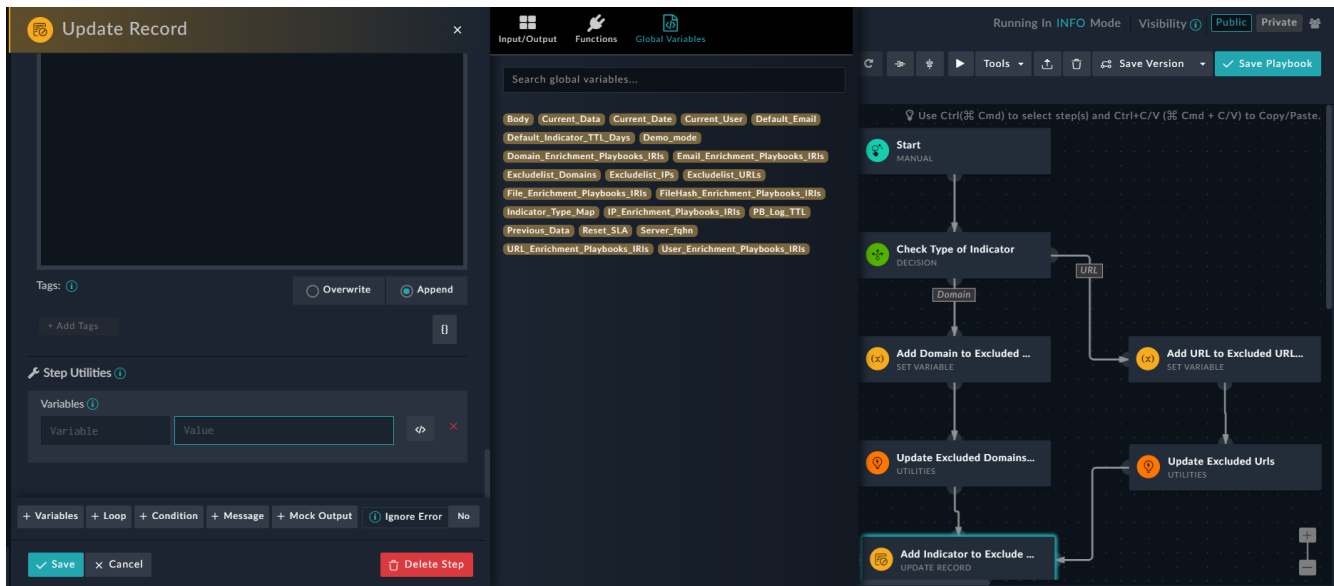 Update Record
×
Tags:
Overwrite
Append
+ Add Tags
{}
Step Utilities
Variables
Variable
Value
</>
×
+ Variables + Loop + Condition + Message + Mock Output Ignore Error No
✓ Save
× Cancel
Delete Step
Input/Output
Functions
Global Variables
Search global variables...
Body Current_Data Current_Date Current_User Default_Email
Default_Indicator_TTL_Days Demo_mode
Domain_Enrichment_Playbooks_IRIs Email_Enrichment_Playbooks_IRIs
Excludelist_Domains Excludelist_IPs Excludelist_URLs
File_Enrichment_Playbooks_IRIs FileHash_Enrichment_Playbooks_IRIs
Indicator_Type_Map IP_Enrichment_Playbooks_IRIs PB_Log_TTL
Previous_Data Reset_SLA Server_fqhn
URL_Enrichment_Playbooks_IRIs User_Enrichment_Playbooks_IRIs
Running In INFO Mode Visibility Public Private
Tools Save Version ✓ Save Playbook
Use Ctrl(⌘ Cmd) to select step(s) and Ctrl+C/V (⌘ Cmd + C/V) to Copy/Paste.
Start
MANUAL
Check Type of Indicator
DECISION
URL
Domain
(x)
Add Domain to Excluded ...
SET VARIABLE
(x)
Add URL to Excluded URL...
SET VARIABLE
Update Excluded Domains...
UTILITIES
Update Excluded Urls
UTILITIES
Add Indicator to Exclude ...
UPDATE RECORD
+
−